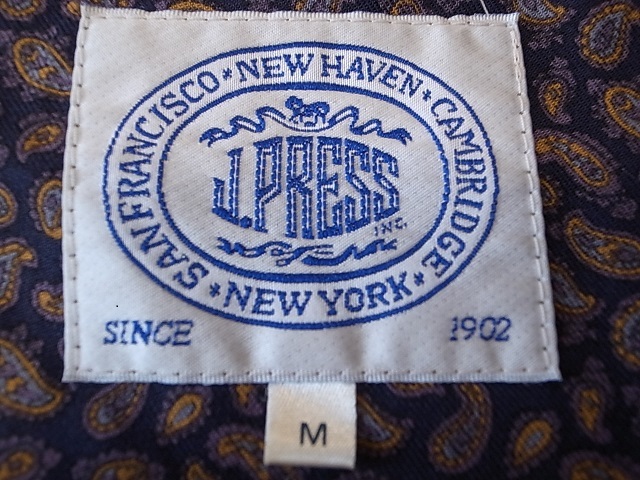 SAN FRANCISCO * NEW HAVEN * CAMBRIDGE * NEW YORK *
J.PRESS
INC.
SINCE 1902
M